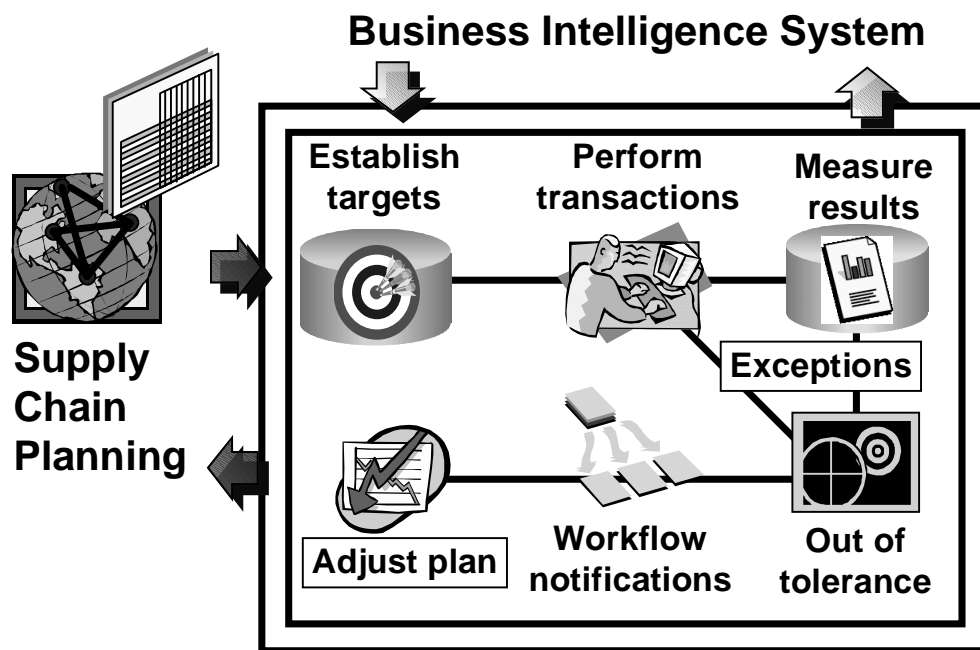 Business Intelligence System
Establish
targets
Perform
transactions
Measure
results
Supply
Chain
Planning
Exceptions
Adjust plan
Workflow
notifications
Out of
tolerance